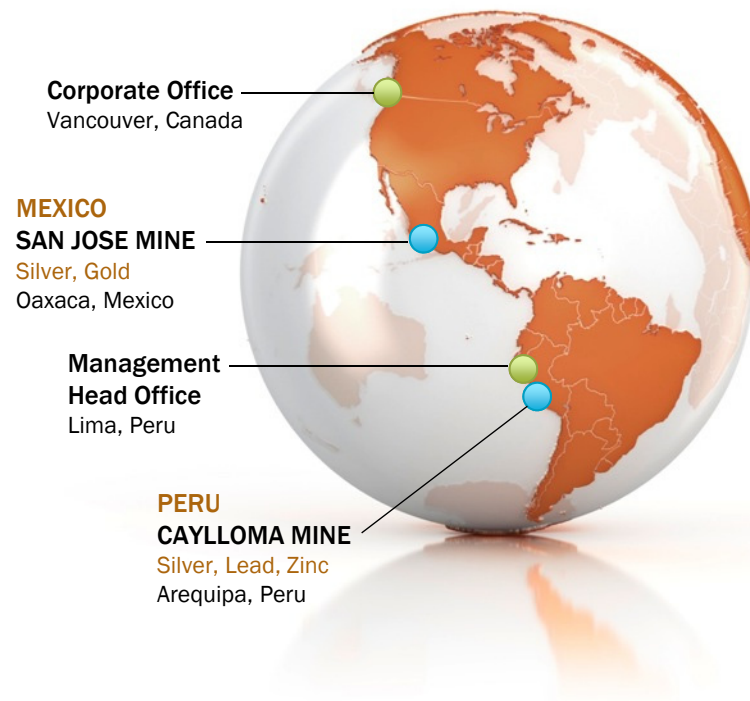 Corporate Office
Vancouver, Canada
MEXICO
SAN JOSE MINE
Silver, Gold
Oaxaca, Mexico
Management
Head Office
Lima, Peru
PERU
CAYLLOMA MINE
Silver, Lead, Zinc
Arequipa, Peru